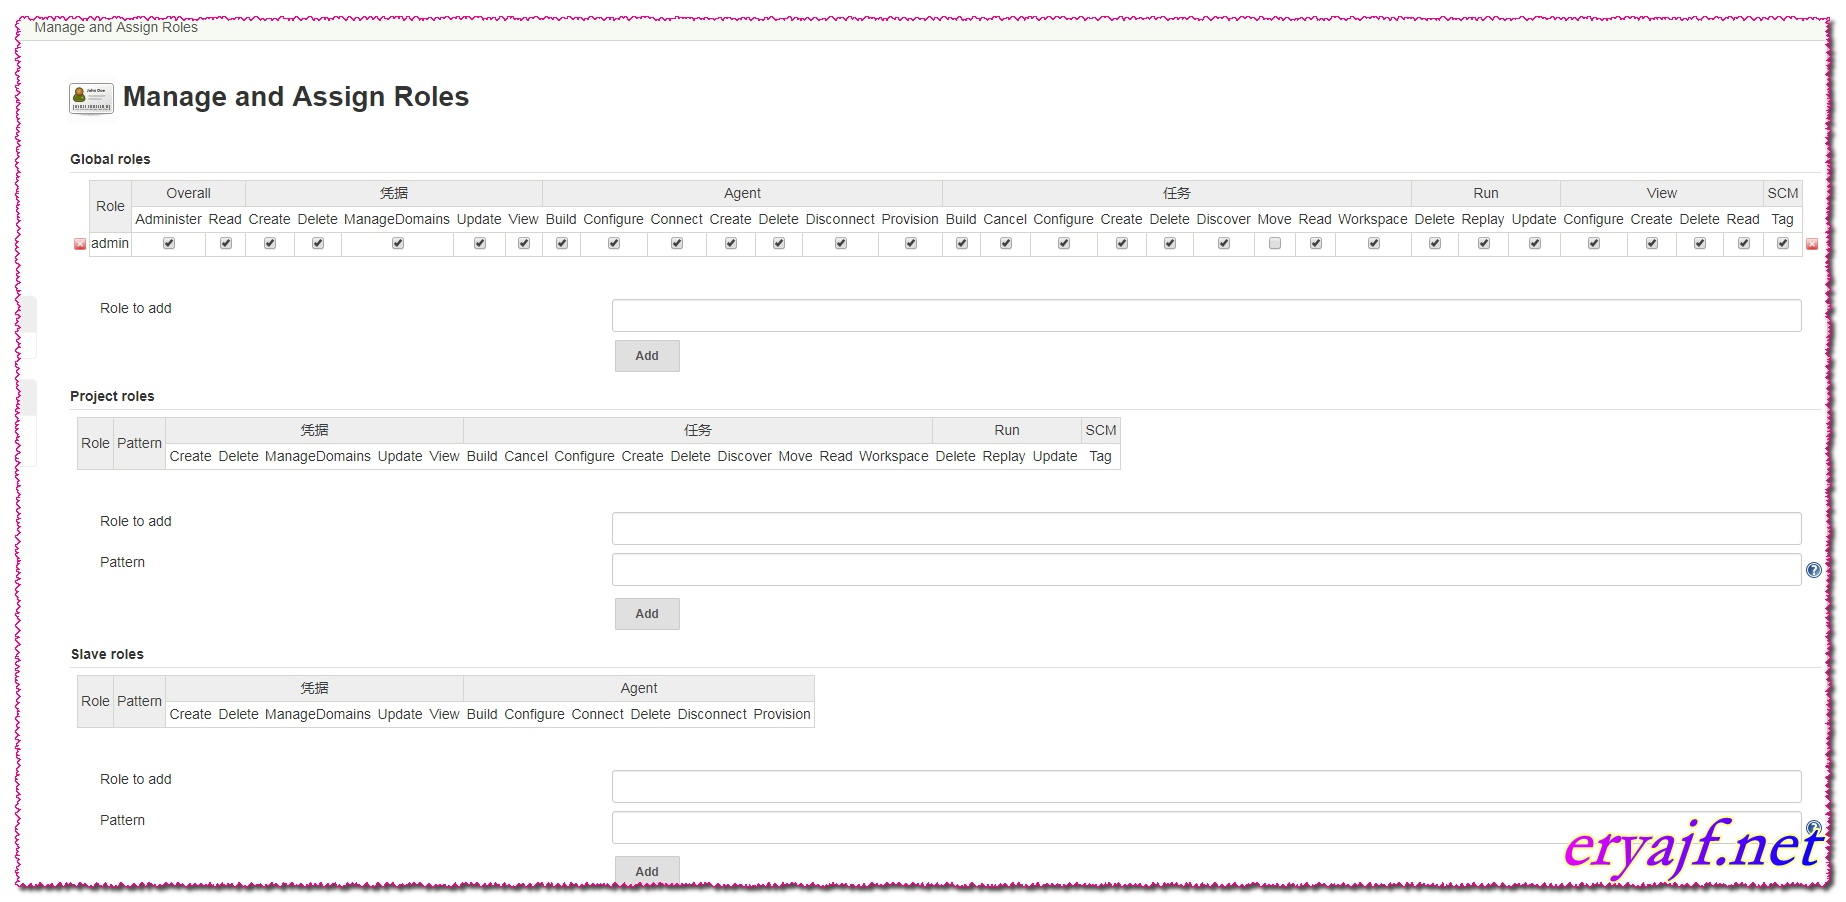 Manage and Assign Roles
Manage and Assign Roles
Global roles
Role Overall 凭据 Agent 任务 Run View SCM
Administer Read Create Delete ManageDomains Update View Build Configure Connect Create Delete Disconnect Provision Build Cancel Configure Create Delete Discover Move Read Workspace Delete Replay Update Configure Create Delete Read Tag
admin
Role to add
Add
Project roles
Role Pattern 凭据 任务 Run SCM
Create Delete ManageDomains Update View Build Cancel Configure Create Delete Discover Move Read Workspace Delete Replay Update Tag
Role to add
Pattern
Add
Slave roles
Role Pattern 凭据 Agent
Create Delete ManageDomains Update View Build Configure Connect Delete Disconnect Provision
Role to add
Pattern
Add
eryajf.net